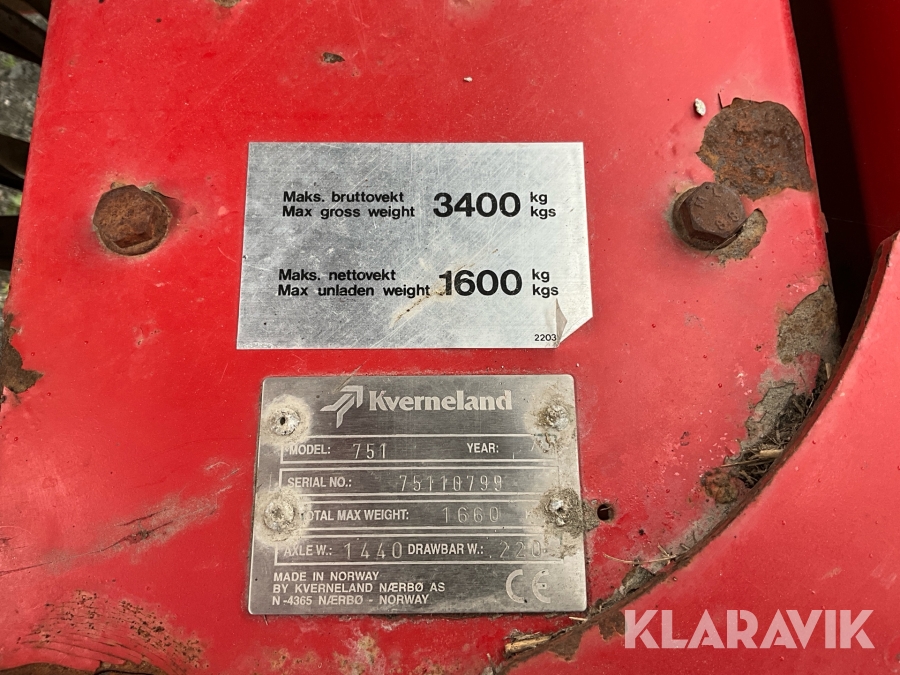 Maks. bruttovekt 3400 kg
Max gross weight kgs
Maks. nettovekt 1600 kg
Max unladen weight kgs
2203
Kverneland
MODEL: 751 YEAR:
SERIAL NO.: 75110799
TOTAL MAX WEIGHT: 1660
AXLE W.: 1440 DRAWBAR W.: 220
MADE IN NORWAY
BY KVERNELAND NÆRBØ AS
N-4365 NÆRBØ - NORWAY
CE
KLARAVIK